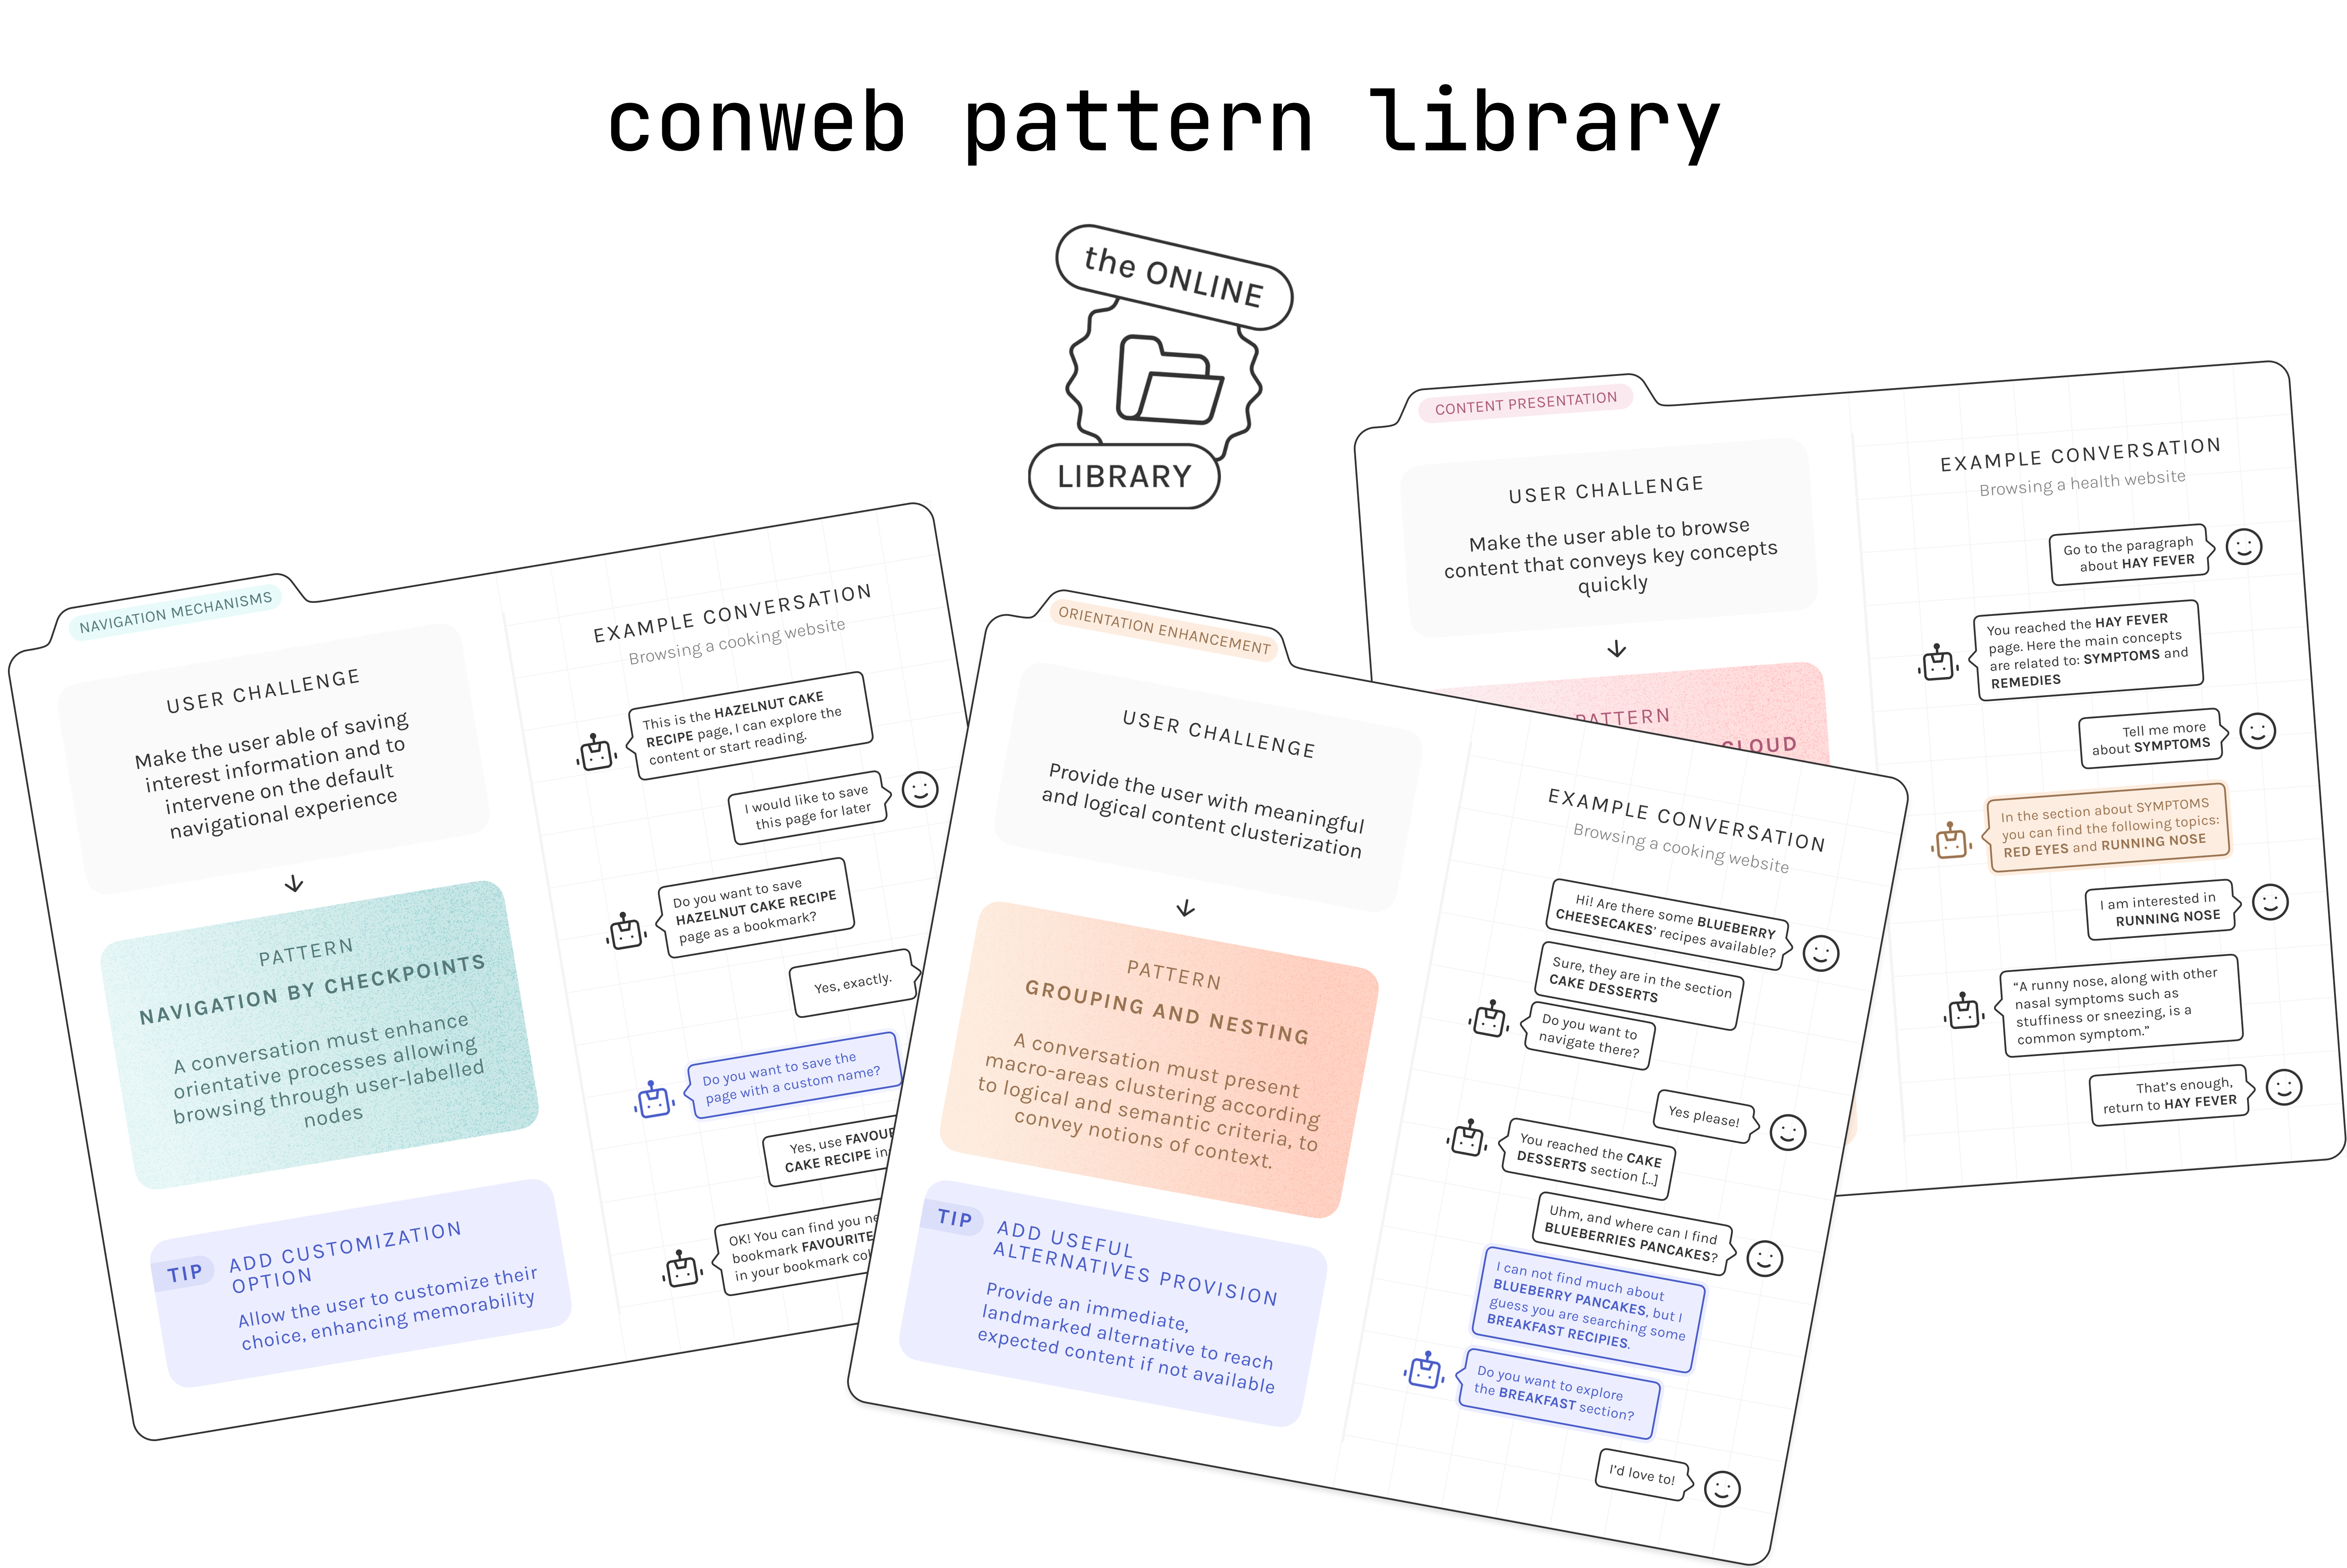 conweb pattern library
the ONLINE
LIBRARY
NAVIGATION MECHANISMS
USER CHALLENGE
Make the user able of saving
interest information and to
intervene on the default
navigational experience
PATTERN
NAVIGATION BY CHECKPOINTS
A conversation must enhance
orientative processes allowing
browsing through user-labelled
nodes
TIP
ADD CUSTOMIZATION
OPTION
Allow the user to customize their
choice, enhancing memorability
EXAMPLE CONVERSATION
Browsing a cooking website
This is the HAZELNUT CAKE
RECIPE page, I can explore the
content or start reading.
I would like to save
this page for later
Do you want to save
HAZELNUT CAKE RECIPE
page as a bookmark?
Yes, exactly.
Do you want to save the
page with a custom name?
Yes, use
CAKE RECIPE
OK! You can find you
bookmark FAVOURITE
in your bookmark
ORIENTATION ENHANCEMENT
USER CHALLENGE
Provide the user with meaningful
and logical content clusterization
PATTERN
GROUPING AND NESTING
A conversation must present
macro-areas clustering according
to logical and semantic criteria, to
convey notions of context.
TIP
ADD USEFUL
ALTERNATIVES PROVISION
Provide an immediate,
landmarked alternative to reach
expected content if not available
EXAMPLE CONVERSATION
Browsing a cooking website
Hi! Are there some BLUEBERRY
CHEESECAKES’ recipes available?
Sure, they are in the section
CAKE DESSERTS
Do you want to
navigate there?
Yes please!
You reached the CAKE
DESSERTS section [...]
Uhm, and where can I find
BLUEBERRIES PANCAKES?
I can not find much about
BLUEBERRY PANCAKES, but I
guess you are searching some
BREAKFAST RECIPIES.
Do you want to explore
the BREAKFAST section?
I’d love to!
CONTENT PRESENTATION
USER CHALLENGE
Make the user able to browse
content that conveys key concepts
quickly
PATTERN
CLOUD
EXAMPLE CONVERSATION
Browsing a health website
Go to the paragraph
about HAY FEVER
You reached the HAY FEVER
page. Here the main concepts
are related to: SYMPTOMS and
REMEDIES
Tell me more
about SYMPTOMS
In the section about SYMPTOMS
you can find the following topics:
RED EYES and RUNNING NOSE
I am interested in
RUNNING NOSE
“A runny nose, along with other
nasal symptoms such as
stuffiness or sneezing, is a
common symptom.”
That’s enough,
return to HAY FEVER